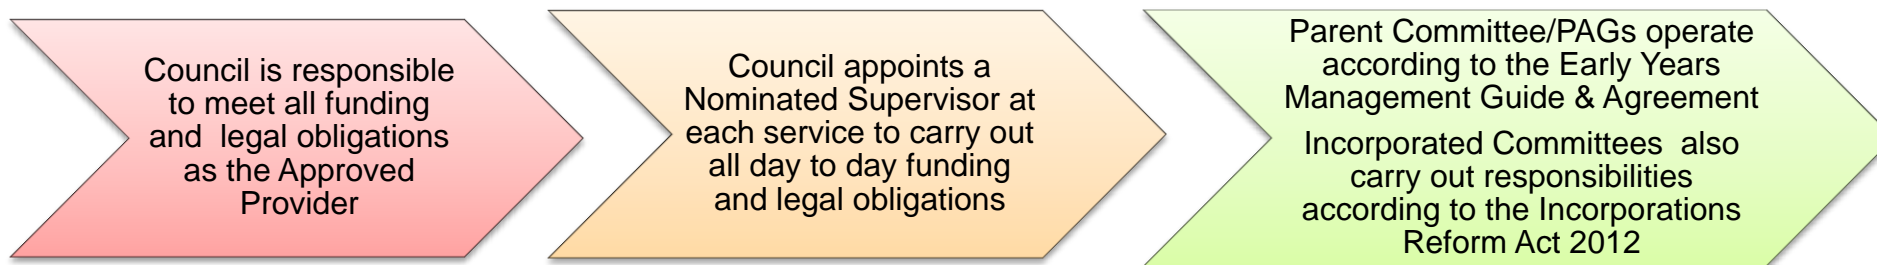 Council is responsible
to meet all funding
and  legal obligations
as the Approved
Provider
Council appoints a
Nominated Supervisor at
each service to carry out
all day to day funding
and legal obligations
Parent Committee/PAGs operate
according to the Early Years
Management Guide & Agreement
Incorporated Committees  also
carry out responsibilities
according to the Incorporations
Reform Act 2012